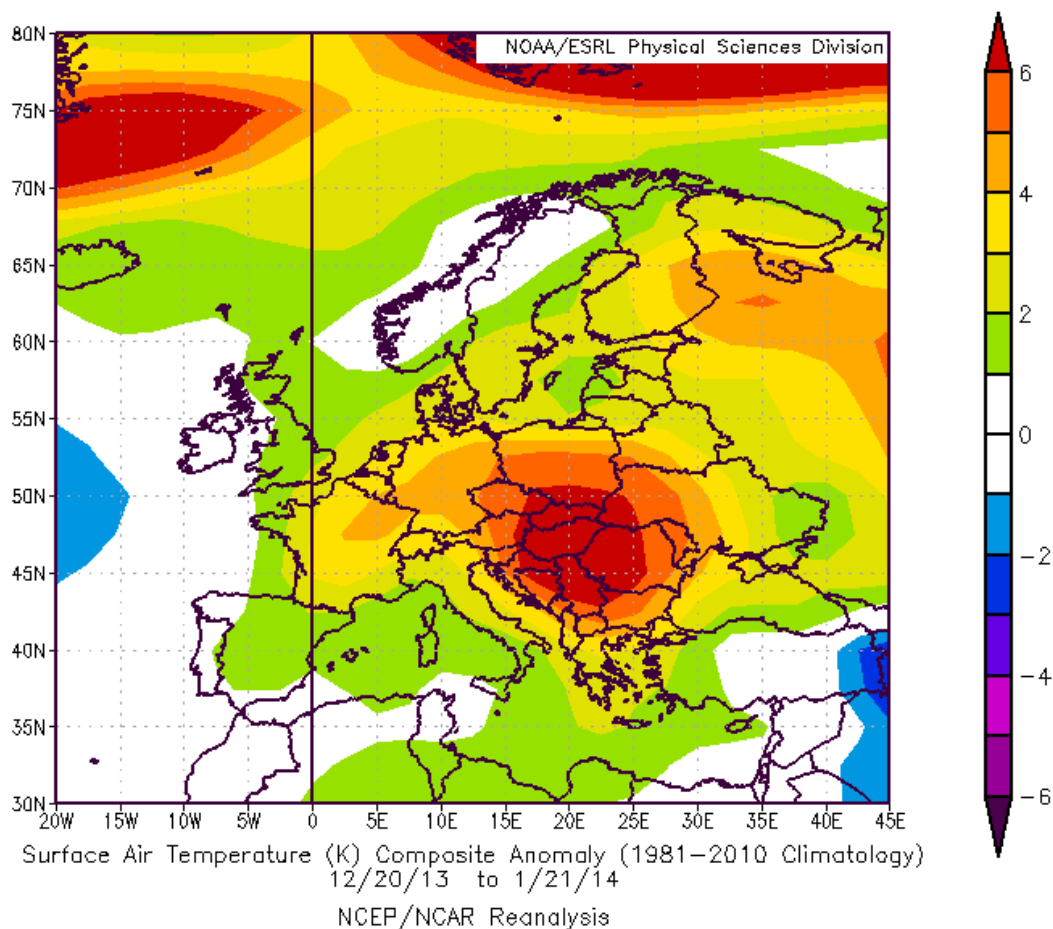 NOAA/ESRL Physical Sciences Division
80N
75N
70N
65N
60N
55N
50N
45N
40N
35N
30N
20W 15W 10W 5W 0 5E 10E 15E 20E 25E 30E 35E 40E 45E
6
4
2
0
−2
−4
−6
Surface Air Temperature (K) Composite Anomaly (1981−2010 Climatology)
12/20/13 to 1/21/14
NCEP/NCAR Reanalysis